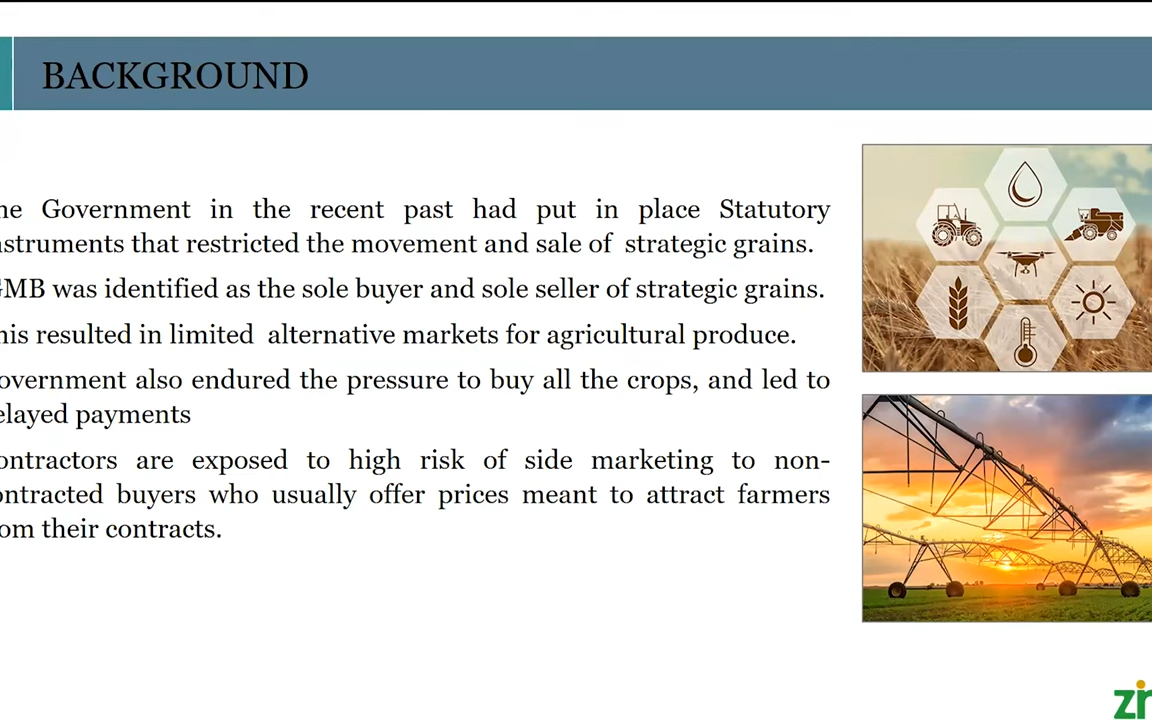 BACKGROUND
he Government in the recent past had put in place Statutory
nstruments that restricted the movement and sale of strategic grains.
GMB was identified as the sole buyer and sole seller of strategic grains.
his resulted in limited alternative markets for agricultural produce.
overnment also endured the pressure to buy all the crops, and led to
elayed payments
ontractors are exposed to high risk of side marketing to non-
ontracted buyers who usually offer prices meant to attract farmers
om their contracts.